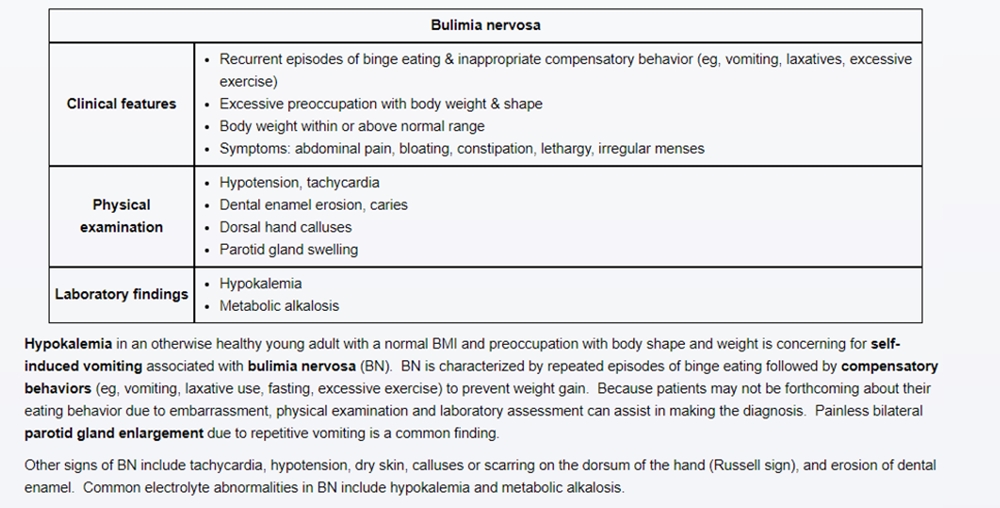 Bulimia nervosa
Clinical features
• Recurrent episodes of binge eating & inappropriate compensatory behavior (eg, vomiting, laxatives, excessive
exercise)
• Excessive preoccupation with body weight & shape
• Body weight within or above normal range
• Symptoms: abdominal pain, bloating, constipation, lethargy, irregular menses
Physical
examination
• Hypotension, tachycardia
• Dental enamel erosion, caries
• Dorsal hand calluses
• Parotid gland swelling
Laboratory findings
• Hypokalemia
• Metabolic alkalosis
Hypokalemia in an otherwise healthy young adult with a normal BMI and preoccupation with body shape and weight is concerning for self-
induced vomiting associated with bulimia nervosa (BN). BN is characterized by repeated episodes of binge eating followed by compensatory
behaviors (eg, vomiting, laxative use, fasting, excessive exercise) to prevent weight gain. Because patients may not be forthcoming about their
eating behavior due to embarrassment, physical examination and laboratory assessment can assist in making the diagnosis. Painless bilateral
parotid gland enlargement due to repetitive vomiting is a common finding.
Other signs of BN include tachycardia, hypotension, dry skin, calluses or scarring on the dorsum of the hand (Russell sign), and erosion of dental
enamel. Common electrolyte abnormalities in BN include hypokalemia and metabolic alkalosis.